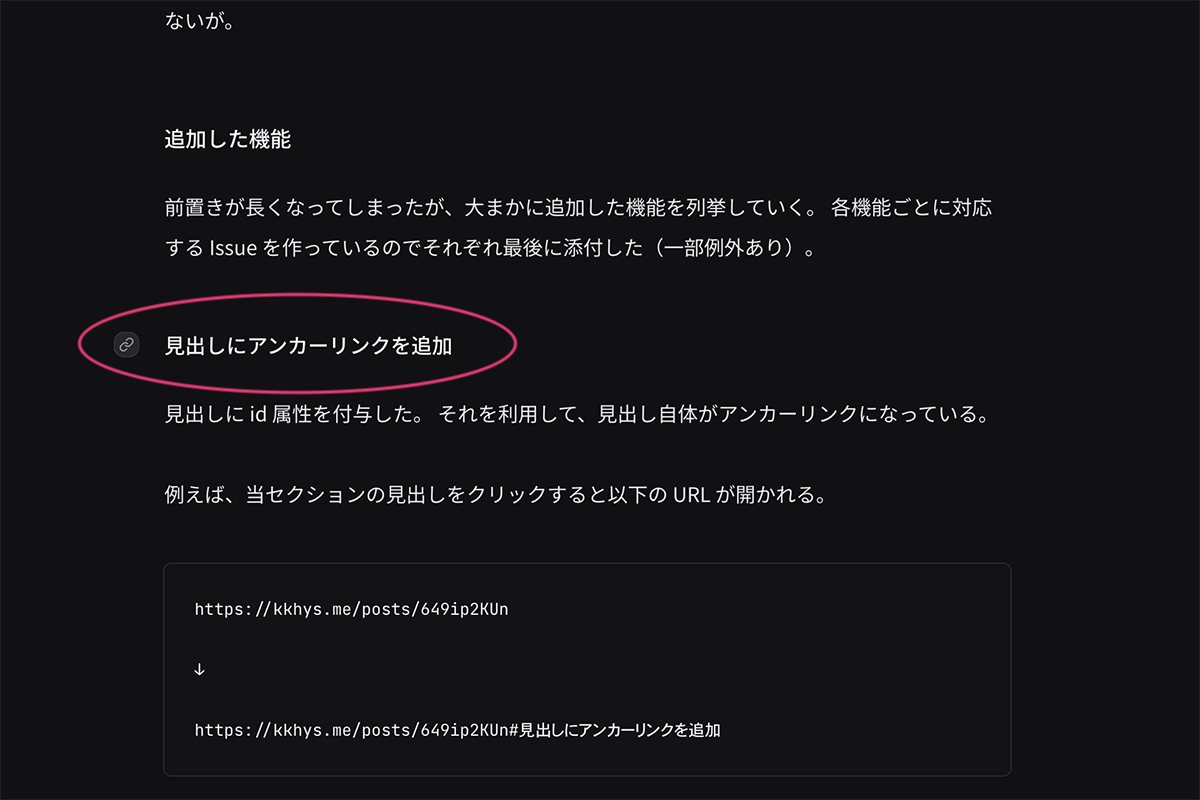 ないが。
追加した機能
前置きが長くなってしまったが、大まかに追加した機能を列挙していく。 各機能ごとに対応
する Issue を作っているのでそれぞれ最後に添付した（一部例外あり）。
見出しにアンカーリンクを追加
見出しに id 属性を付与した。 それを利用して、見出し自体がアンカーリンクになっている。
例えば、当セクションの見出しをクリックすると以下の URL が開かれる。
https://kkhys.me/posts/649ip2KUn
↓
https://kkhys.me/posts/649ip2KUn#見出しにアンカーリンクを追加